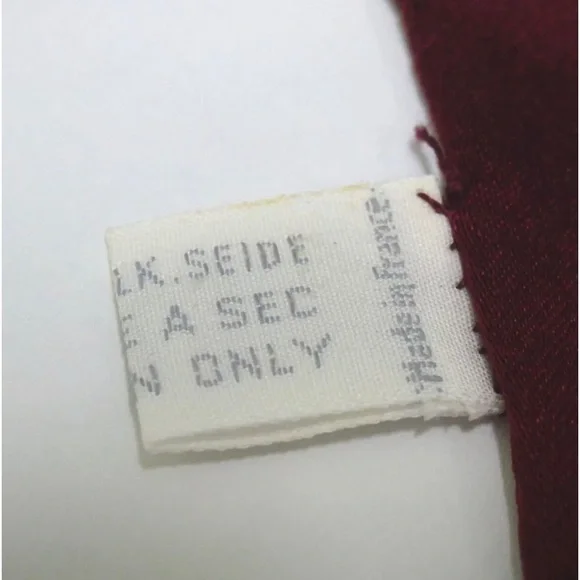 LK.SEIDE
E A SEC
N ONLY
Made in France